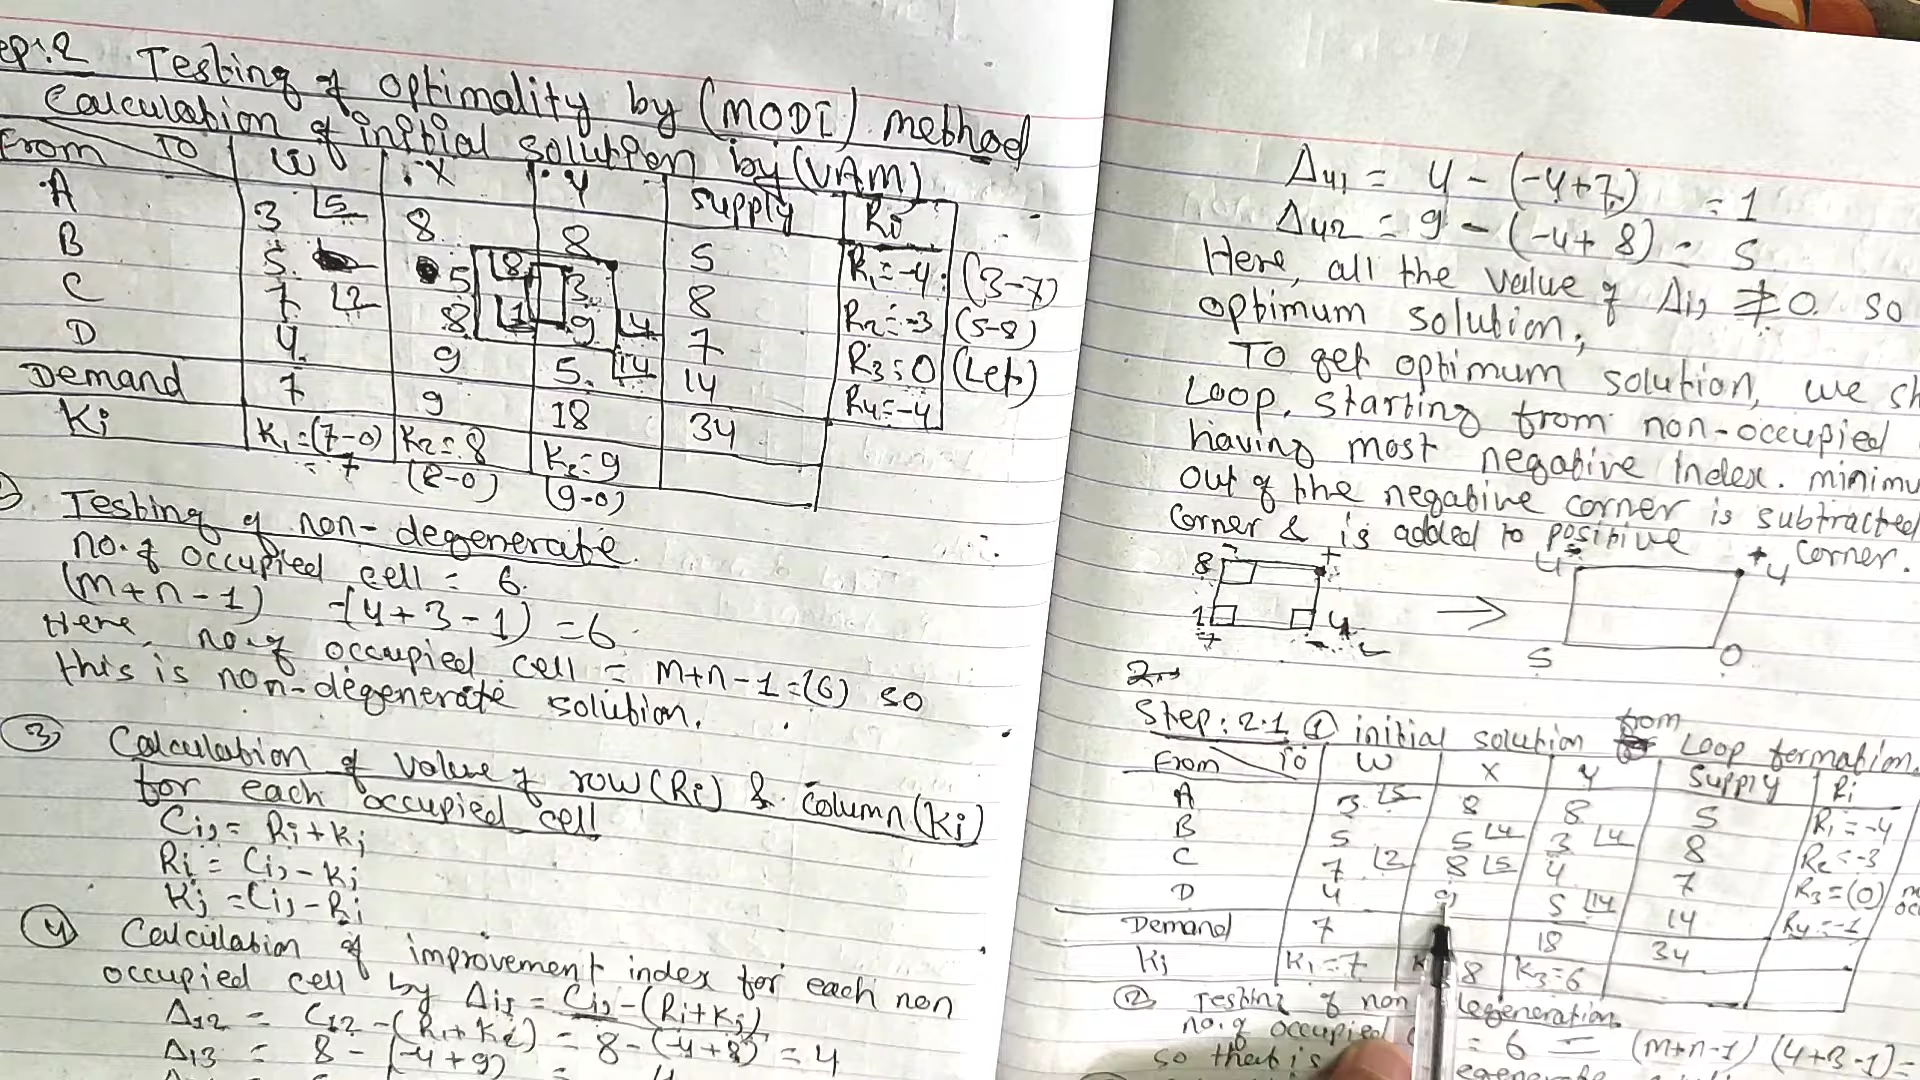 ep:2 Testing of optimality by (MODI) method
Calculation of initial solution by (VAM)
From To W X Y Supply Ri
A 3 5 8 8 5 R1=-4 (3-7)
B 5 5 8 3 8 R2=-3 (5-8)
C 7 2 8 1 9 4 7 R3=0 (Let)
D 4 9 5 14 14 R4=-4
Demand 7 9 18 34
Kj K1=(7-0) K2=8 K2=9
=7 (8-0) (9-0)
Testing of non-degenerate.
no. of occupied cell = 6.
(m+n-1) -(4+3-1) =6.
Here, no. of occupied cell = m+n-1=(6) so
this is non-degenerate solution.
(3) Calculation of value of row (Ri) & column (Kj)
for each occupied cell
Cij = Ri+Kj
Ri = Cij-Kj
Kj = Cij-Ri
(4) Calculation of improvement index for each non
occupied cell by Δij = Cij-(Ri+Kj)
Δ12 = C12-(R1+K2) = 8-(-4+8) = 4
Δ13 = 8-(-4+9) =
Δ41 = 4-(-4+7) =1
Δ42 = 9-(-4+8) = 5
Here, all the value of Δij ≱0. so
optimum solution,
To get optimum solution, we sh
Loop, starting from non-occupied
having most negative Index. minimu
out of the negative corner is subtracted
corner & is added to positive corner.
8 - + 4 + 4
1 + 4 - 5 0
Step:2.1 (1) initial solution from Loop formation.
From To W X Y Supply Ri
A 3 5 8 8 5 R1=-4
B 5 5 4 3 4 8 R2=-3
C 7 2 8 5 4 7 R3=(0)
D 4 9 5 14 14 R4=-1
Demand 7 18 34
Kj K1=7 8 K3=6
(2) Testing of non degeneration.
no. of occupied = 6 = (m+n-1) (4+3-1)=
so that is